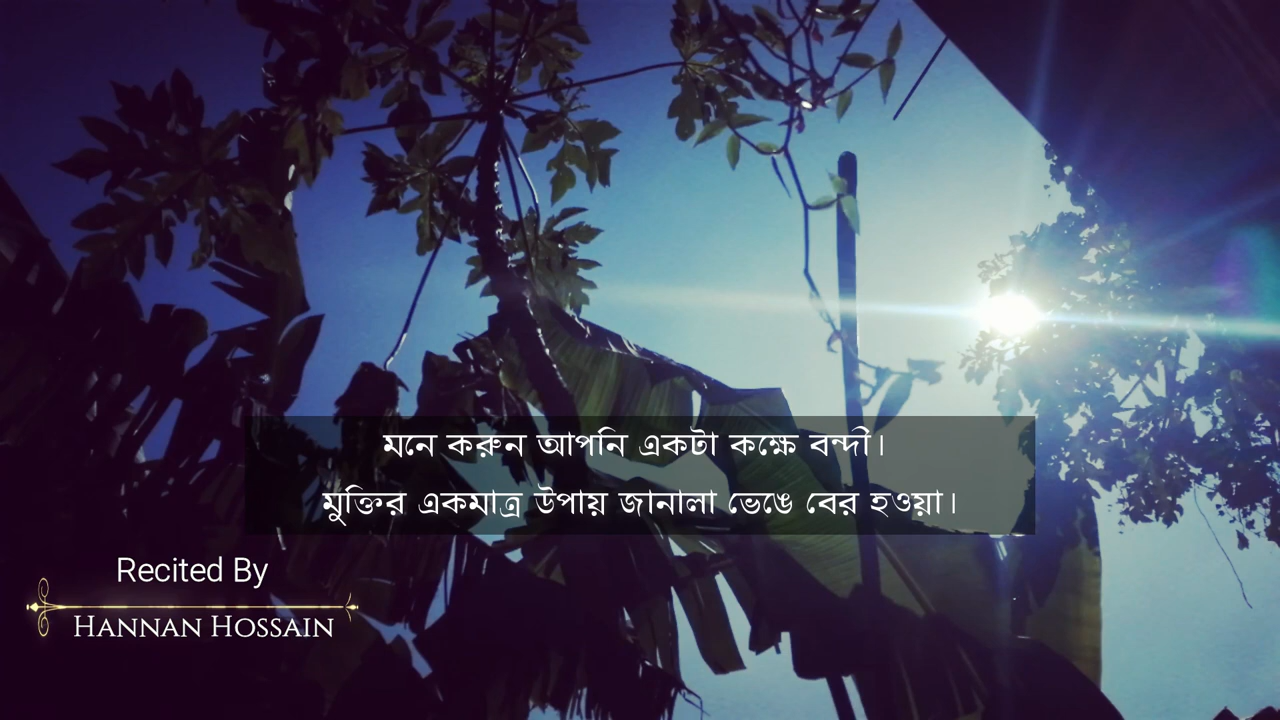 মনে করুন আপনি একটা কক্ষে বন্দী।
মুক্তির একমাত্র উপায় জানালা ভেঙে বের হওয়া।
Recited By
HANNAN HOSSAIN